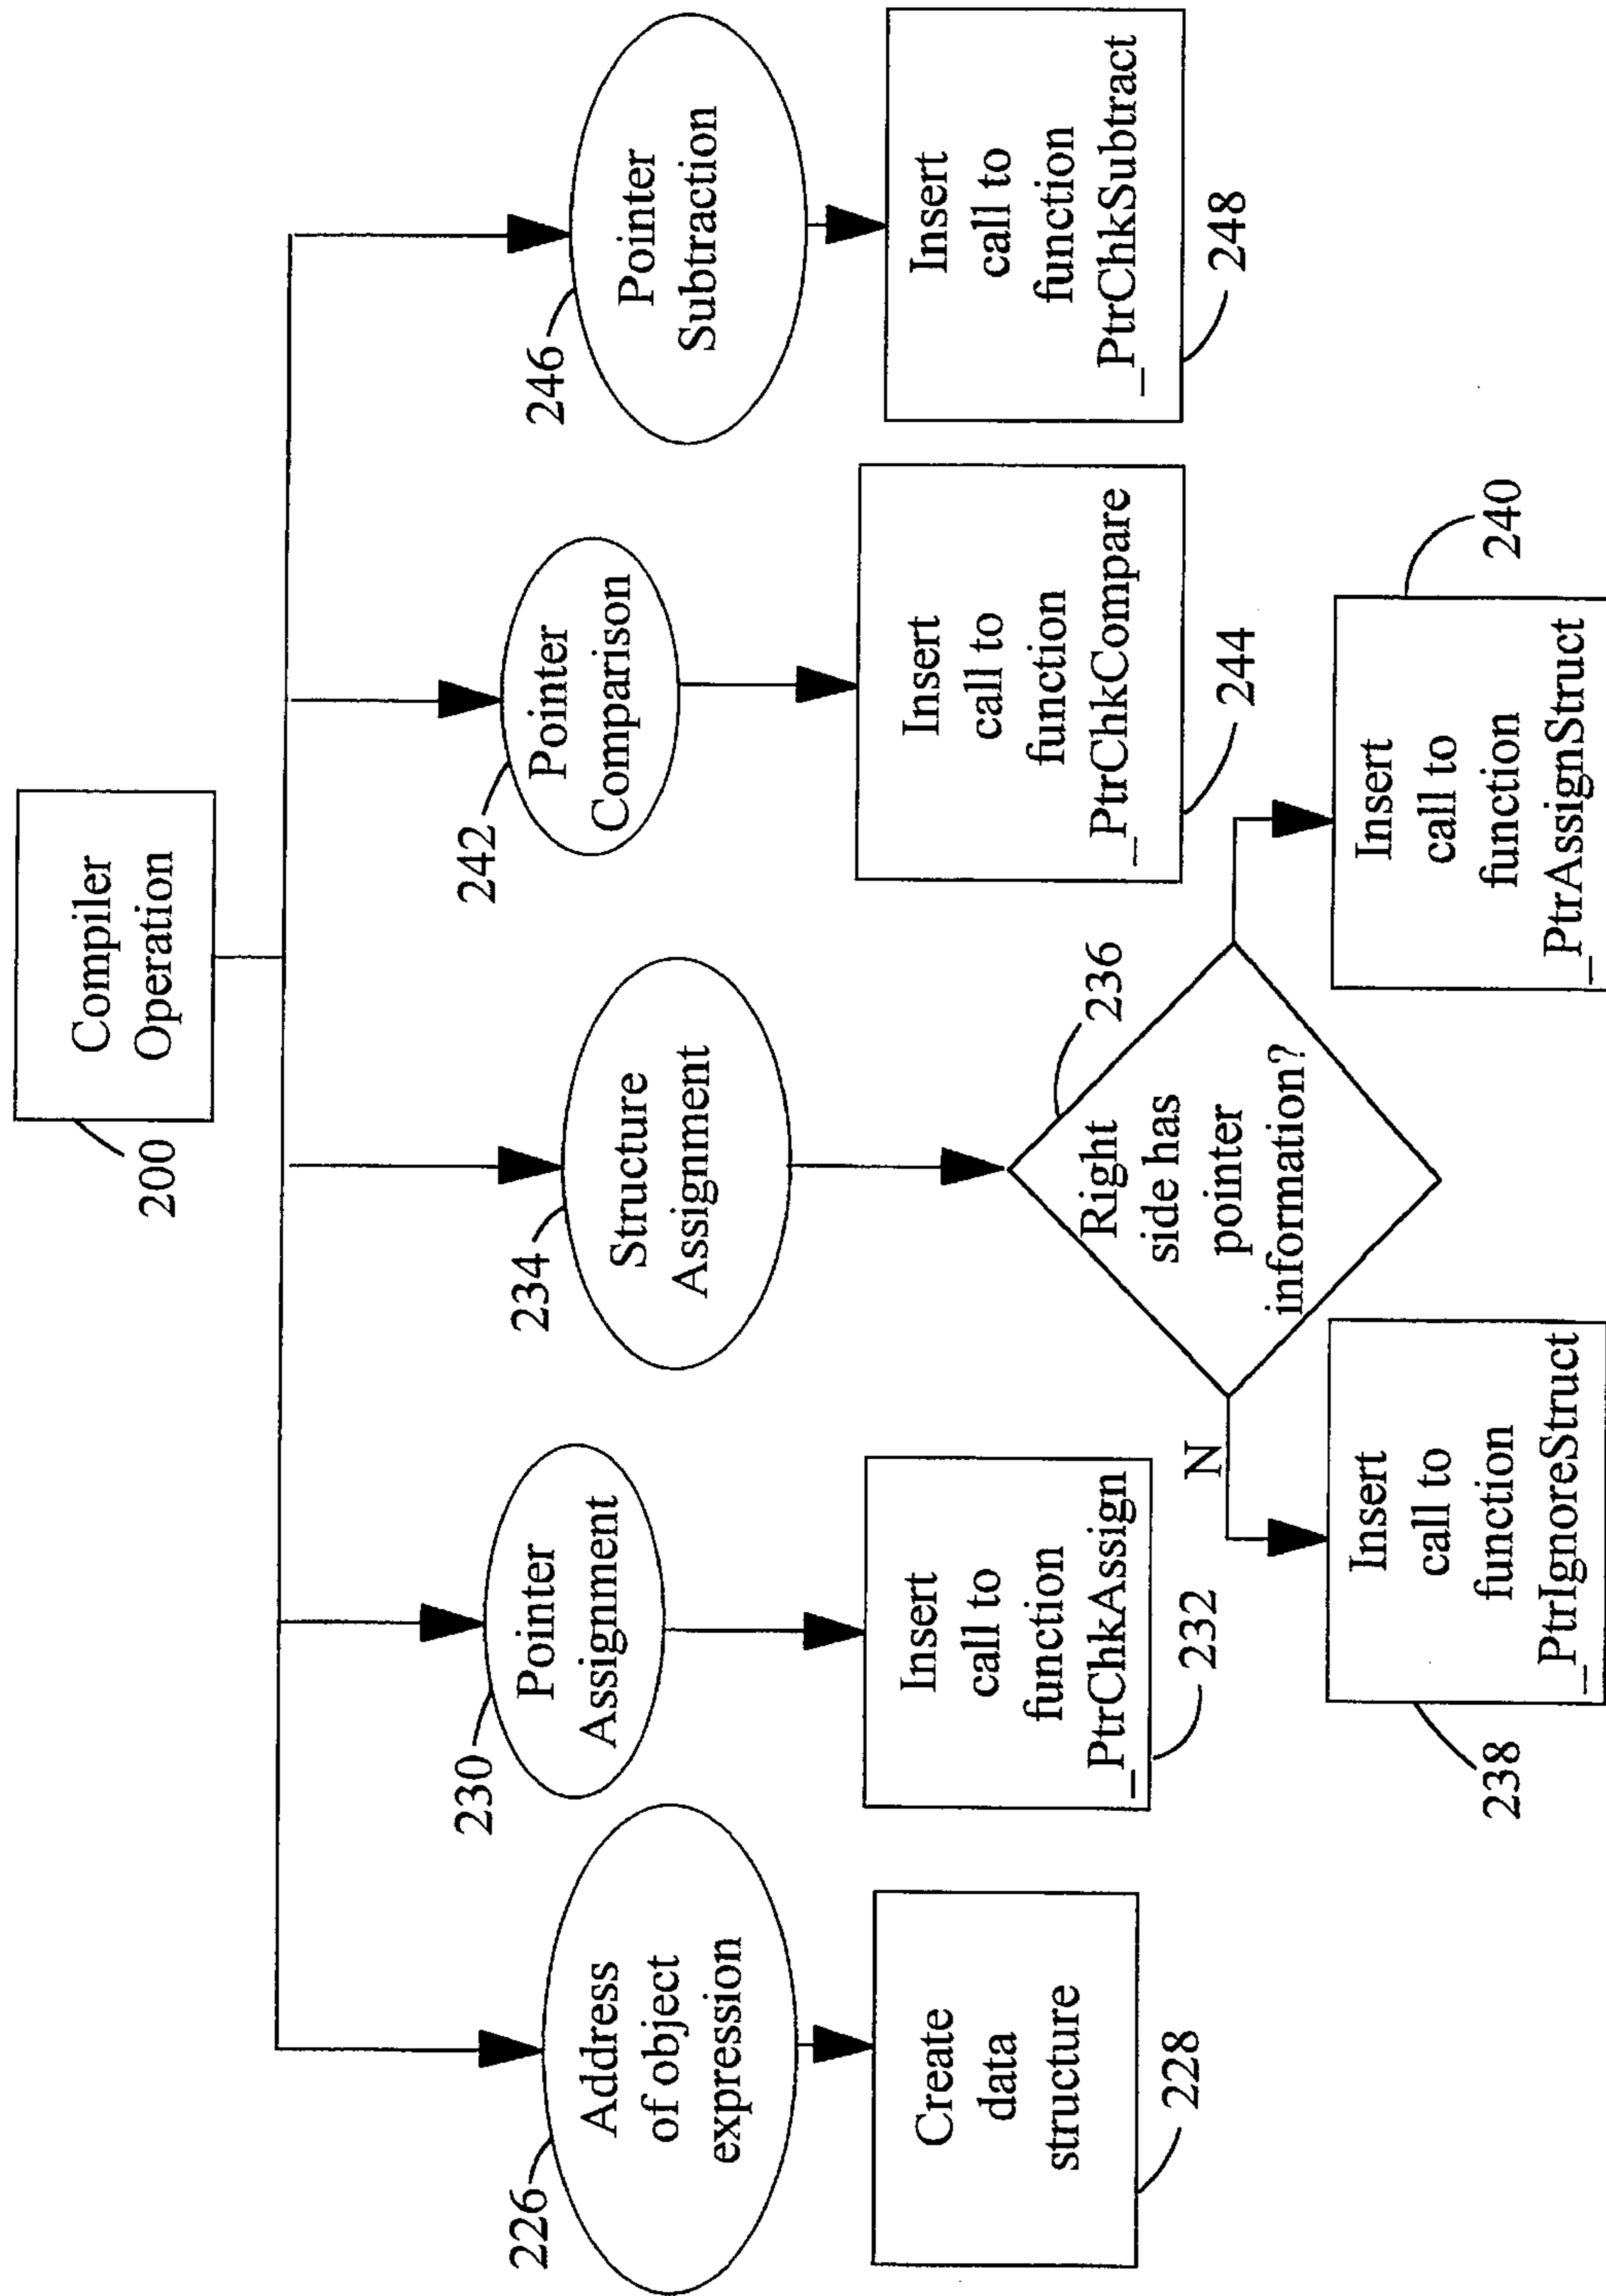 Compiler
Operation
200
Address
of object
expression
226
Create
data
structure
228
Pointer
Assignment
230
Insert
call to
function
_PtrChkAssign
232
Structure
Assignment
234
Right
side has
pointer
information?
236
N
Insert
call to
function
_PtrIgnoreStruct
238
Insert
call to
function
_PtrAssignStruct
240
Pointer
Comparison
242
Insert
call to
function
_PtrChkCompare
244
Pointer
Subtraction
246
Insert
call to
function
_PtrChkSubtract
248